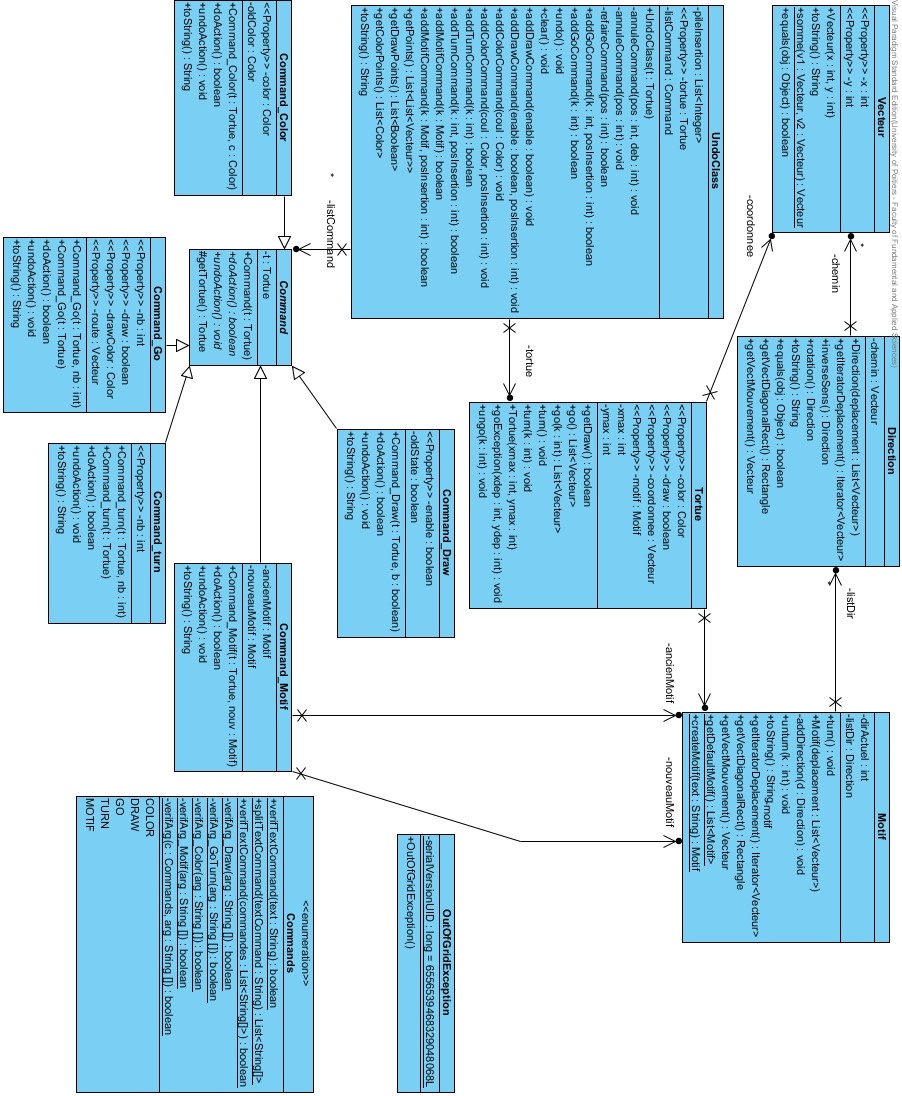 Visual Paradigm Standard Edition(University of Poitiers - Faculty of Fundamental and Applied Sciences)
Vecteur
<<Property>> -x : int
<<Property>> -y : int
+Vecteur(x : int, y : int)
+toString() : String
+somme(v1 : Vecteur, v2 : Vecteur) : Vecteur
+equals(obj : Object) : boolean
*
-chemin
-coordonnee
Direction
-chemin : Vecteur
+Direction(deplacement : List<Vecteur>)
+getIteratorDeplacement() : Iterator<Vecteur>
+inverseSens() : Direction
+rotation() : Direction
+toString() : String
+equals(obj : Object) : boolean
+getVectDiagonalRect() : Rectangle
+getVectMouvement() : Vecteur
*
-listDir
Motif
-dirActuel : int
-listDir : Direction
+turn() : void
+Motif(deplacement : List<Vecteur>)
-addDirection(d : Direction) : void
+unturn(k : int) : void
+toString() : String
-motif
+getIteratorDeplacement() : Iterator<Vecteur>
+getVectDiagonalRect() : Rectangle
+getVectMouvement() : Vecteur
+getDefaultMotif() : List<Motif>
+createMotif(text : String) : Motif
UndoClass
-pileInsertion : List<Integer>
<<Property>> -tortue : Tortue
-listCommand : Command
+UndoClass(t : Tortue)
-annuleCommand(pos : int, deb : int) : void
-annuleCommand(pos : int) : void
-refaireCommand(pos : int) : boolean
+addGoCommand(k : int, posInsertion : int) : boolean
+addGoCommand(k : int) : boolean
+undo() : void
+clear() : void
+addDrawCommand(enable : boolean) : void
+addDrawCommand(enable : boolean, posInsertion : int) : void
+addColorCommand(coul : Color) : void
+addColorCommand(coul : Color, posInsertion : int) : void
+addTurnCommand(k : int) : boolean
+addTurnCommand(k : int, posInsertion : int) : boolean
+addMotifCommand(k : Motif) : boolean
+addMotifCommand(k : Motif, posInsertion : int) : boolean
+getPoints() : List<List<Vecteur>>
+getDrawPoints() : List<Boolean>
+getColorPoints() : List<Color>
+toString() : String
-tortue
*
-listCommand
Tortue
<<Property>> -color : Color
<<Property>> -draw : boolean
<<Property>> -coordonnee : Vecteur
<<Property>> -motif : Motif
-xmax : int
-ymax : int
+getDraw() : boolean
+go() : List<Vecteur>
+go(k : int) : List<Vecteur>
+turn() : void
+turn(k : int) : void
+Tortue(xmax : int, ymax : int)
+goException(xdep : int, ydep : int) : void
+ungo(k : int) : void
-ancienMotif
-nouveauMotif
Command_Color
<<Property>> -color : Color
-oldColor : Color
+Command_Color(t : Tortue, c : Color)
+doAction() : boolean
+undoAction() : void
+toString() : String
Command
-t : Tortue
+Command(t : Tortue)
+doAction() : boolean
+undoAction() : void
#getTortue() : Tortue
Command_Draw
<<Property>> -enable : boolean
-oldState : boolean
+Command_Draw(t : Tortue, b : boolean)
+doAction() : boolean
+undoAction() : void
+toString() : String
OutOfGridException
-serialVersionUID : long = 6556539468329048068L
+OutOfGridException()
Command_Motif
-ancienMotif : Motif
-nouveauMotif : Motif
+Command_Motif(t : Tortue, nouv : Motif)
+doAction() : boolean
+undoAction() : void
+toString() : String
<<enumeration>>
Commands
+verifTextCommand(text : String) : boolean
+splitTextCommand(textCommand : String) : List<String[]>
+verifTextCommand(commandes : List<String[]>) : boolean
-verifArg_Draw(arg : String []) : boolean
-verifArg_GoTurn(arg : String []) : boolean
-verifArg_Color(arg : String []) : boolean
-verifArg_Motif(arg : String []) : boolean
-verifArg(c : Commands, arg : String []) : boolean
COLOR
DRAW
GO
TURN
MOTIF
Command_Go
<<Property>> -nb : int
<<Property>> -draw : boolean
<<Property>> -drawColor : Color
<<Property>> -route : Vecteur
+Command_Go(t : Tortue, nb : int)
+Command_Go(t : Tortue)
+doAction() : boolean
+undoAction() : void
+toString() : String
Command_turn
<<Property>> -nb : int
+Command_turn(t : Tortue, nb : int)
+Command_turn(t : Tortue)
+doAction() : boolean
+undoAction() : void
+toString() : String